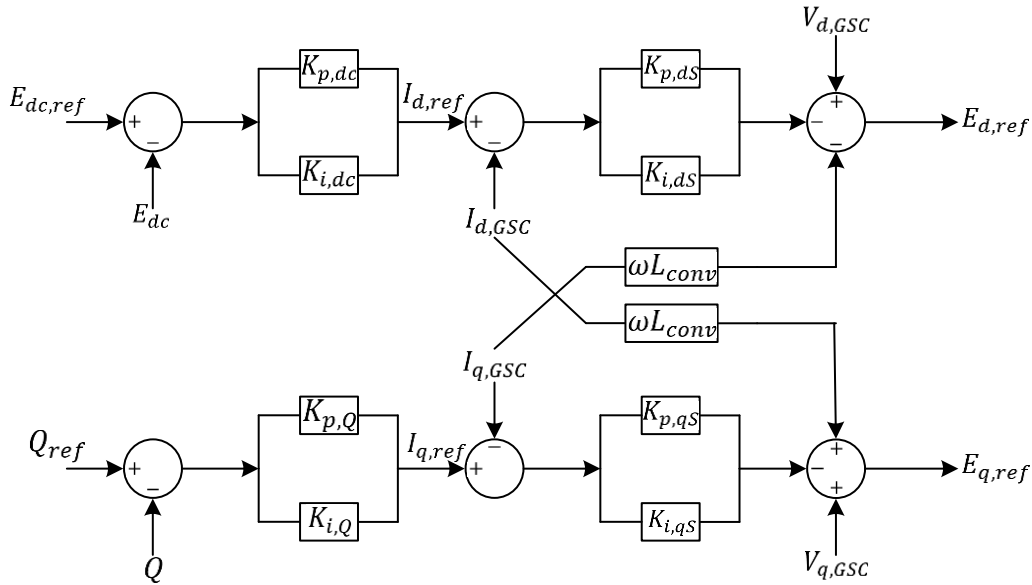 V_{d,GSC}
K_{p,dc}
K_{p,dS}
E_{dc,ref}
I_{d,ref}
+
−
+
−
+
−
−
E_{d,ref}
K_{i,dc}
K_{i,dS}
E_{dc}
I_{d,GSC}
ωL_{conv}
ωL_{conv}
I_{q,GSC}
K_{p,Q}
K_{p,qS}
Q_{ref}
I_{q,ref}
+
−
−
+
+
−
+
E_{q,ref}
K_{i,Q}
K_{i,qS}
Q
V_{q,GSC}